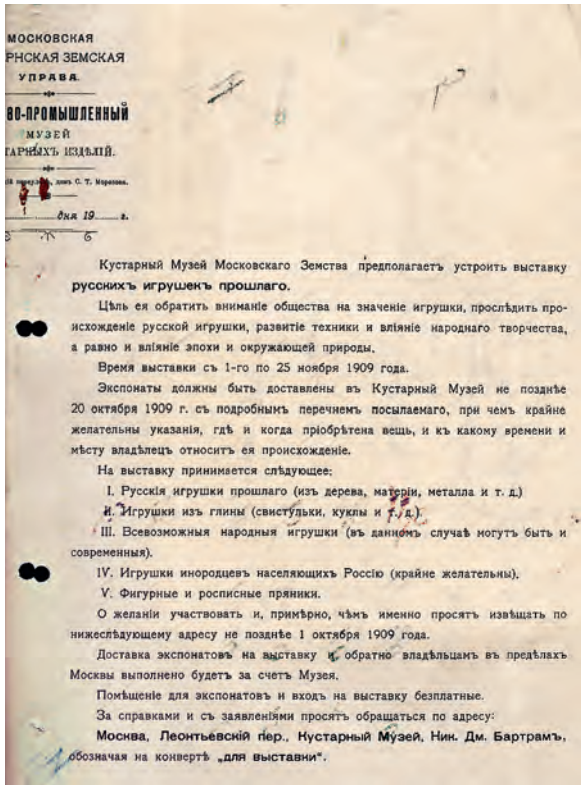 МОСКОВСКАЯ
РНСКАЯ ЗЕМСКАЯ
УПРАВА.
ВО-ПРОМЫШЛЕННЫЙ
МУЗЕЙ
ТАРНЫХЪ ИЗДѢЛІЙ.
домъ С. Т. Морозова.
дня 19 г.
Кустарный Музей Московскаго Земства предполагаетъ устроить выставку
русскихъ игрушекъ прошлаго.
Цѣль ея обратить вниманіе общества на значеніе игрушки, прослѣдить про-
исхожденіе русской игрушки, развитіе техники и вліяніе народнаго творчества,
а равно и вліяніе эпохи и окружающей природы.
Время выставки съ 1-го по 25 ноября 1909 года.
Экспонаты должны быть доставлены въ Кустарный Музей не позднѣе
20 октября 1909 г. съ подробнымъ перечнемъ посылаемаго, при чемъ крайне
желательны указанія, гдѣ и когда пріобрѣтена вещь, и къ какому времени и
мѣсту владѣлецъ относитъ ея происхожденіе.
На выставку принимается слѣдующее:
I. Русскія игрушки прошлаго (изъ дерева, матеріи, металла и т. д.)
II. Игрушки изъ глины (свистульки, куклы и т. д.).
III. Всевозможныя народныя игрушки (въ данномъ случаѣ могутъ быть и
современныя).
IV. Игрушки инородцевъ населяющихъ Россію (крайне желательны).
V. Фигурные и росписные пряники.
О желаніи участвовать и, примѣрно, чѣмъ именно просятъ извѣщать по
нижеслѣдующему адресу не позднѣе 1 октября 1909 года.
Доставка экспонатовъ на выставку и обратно владѣльцамъ въ предѣлахъ
Москвы выполнено будетъ за счетъ Музея.
Помѣщеніе для экспонатовъ и входъ на выставку безплатные.
За справками и съ заявленіями просятъ обращаться по адресу:
Москва, Леонтьевскій пер., Кустарный Музей, Ник. Дм. Бартрамъ,
обозначая на конвертѣ „для выставки“.